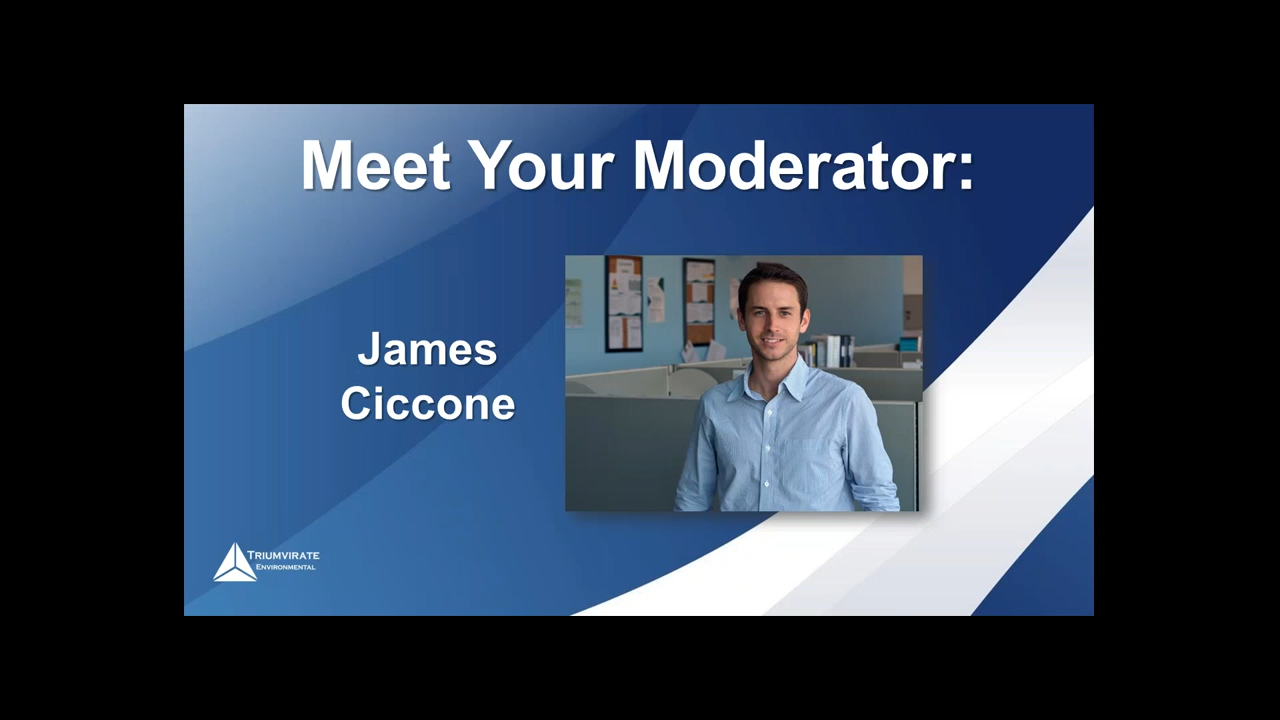 Meet Your Moderator:
James
Ciccone
TRIUMVIRATE
ENVIRONMENTAL